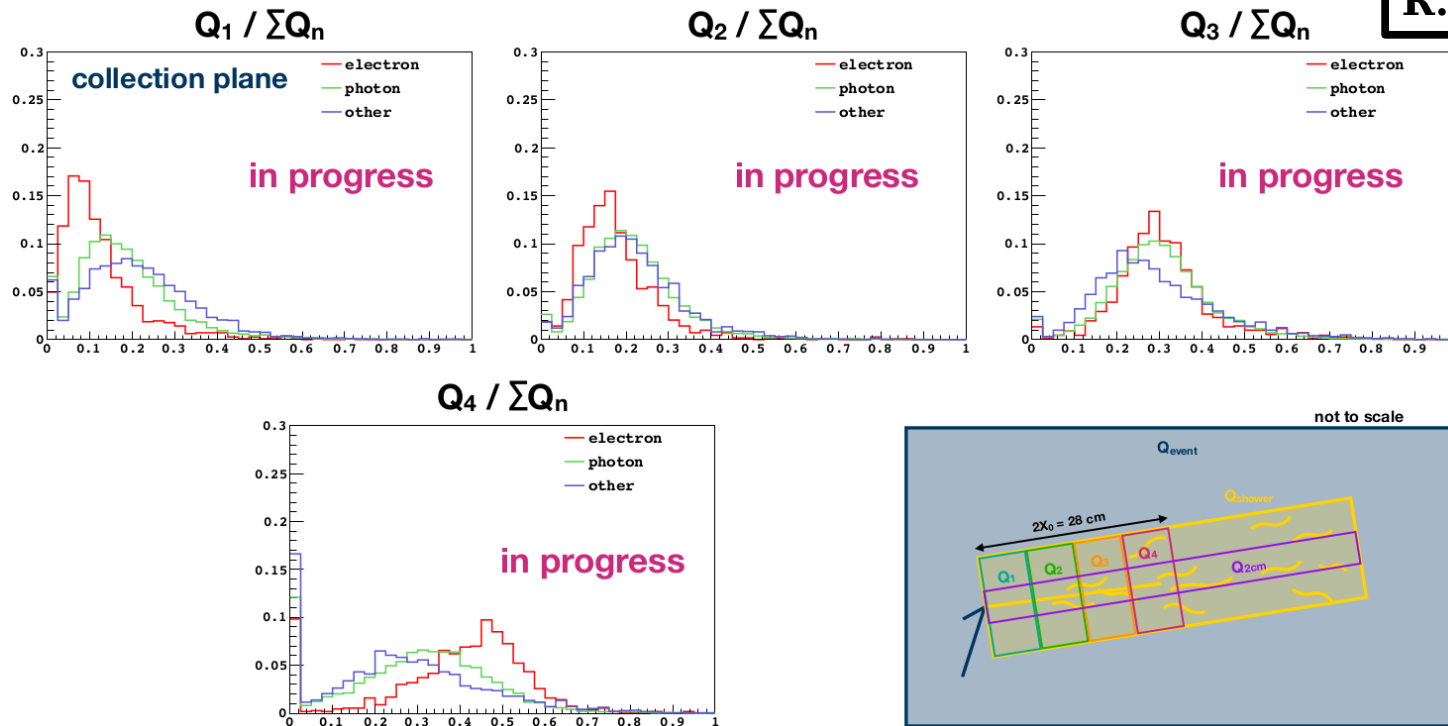 Q₁ / ∑Qₙ
Q₂ / ∑Qₙ
Q₃ / ∑Qₙ
R.
0.3
0.25
0.2
0.15
0.1
0.05
0
0 0.1 0.2 0.3 0.4 0.5 0.6 0.7 0.8 0.9 1
collection plane
electron
photon
other
in progress
0.3
0.25
0.2
0.15
0.1
0.05
0
0 0.1 0.2 0.3 0.4 0.5 0.6 0.7 0.8 0.9 1
electron
photon
other
in progress
0.3
0.25
0.2
0.15
0.1
0.05
0
0 0.1 0.2 0.3 0.4 0.5 0.6 0.7 0.8 0.9
electron
photon
other
in progress
Q₄ / ∑Qₙ
0.3
0.25
0.2
0.15
0.1
0.05
0
0 0.1 0.2 0.3 0.4 0.5 0.6 0.7 0.8 0.9 1
electron
photon
other
in progress
not to scale
Qevent
Qshower
2X₀ = 28 cm
Q₁ Q₂ Q₃ Q₄
Q2cm